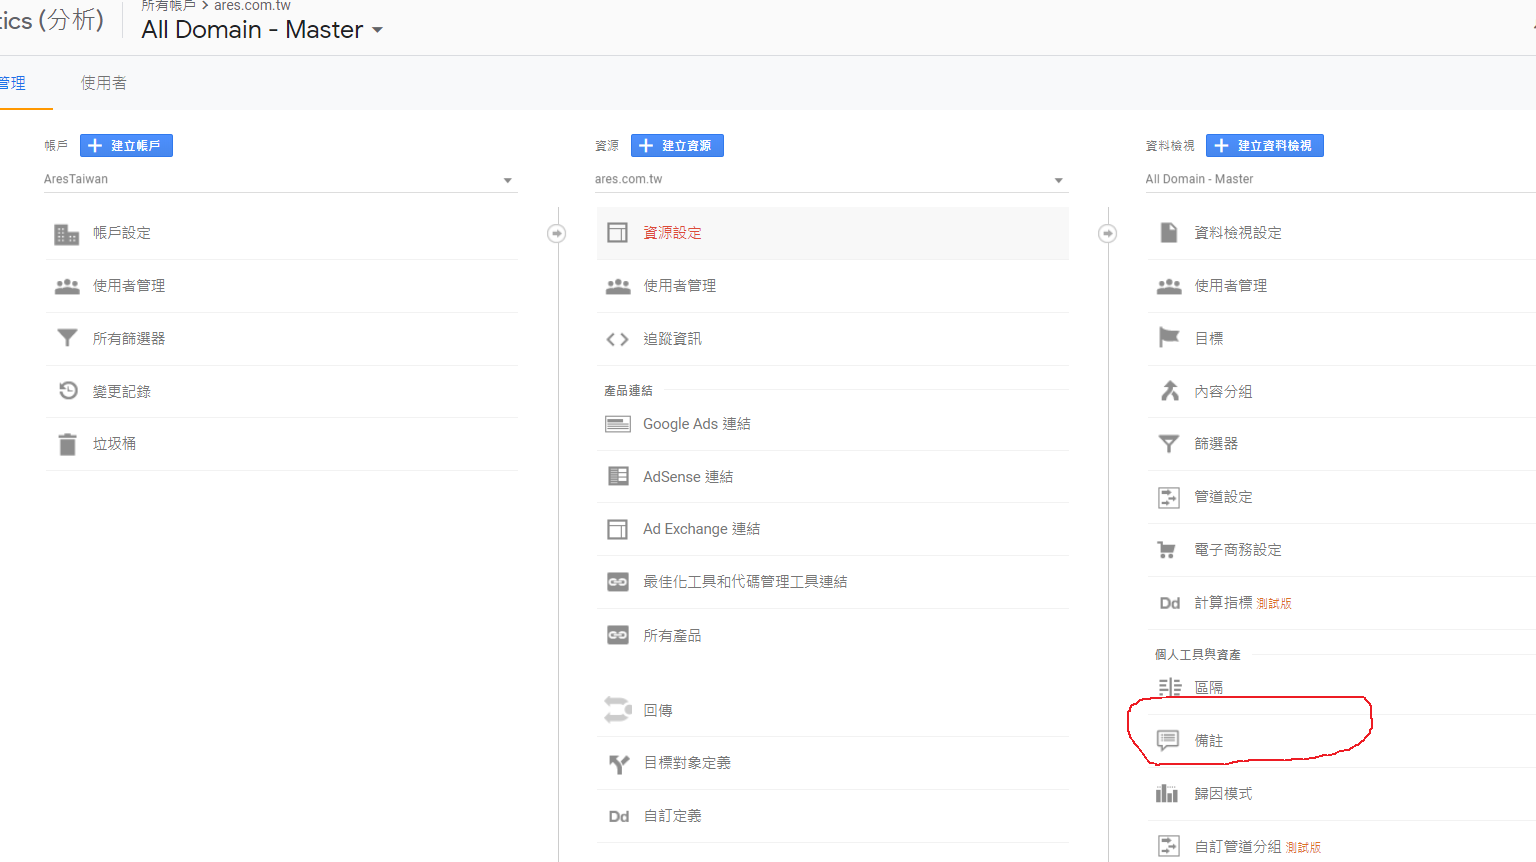 tics (分析)
所有帳戶 > ares.com.tw
All Domain - Master
管理
使用者
帳戶
建立帳戶
AresTaiwan
帳戶設定
使用者管理
所有篩選器
變更記錄
垃圾桶
資源
建立資源
ares.com.tw
資源設定
使用者管理
追蹤資訊
產品連結
Google Ads 連結
AdSense 連結
Ad Exchange 連結
最佳化工具和代碼管理工具連結
所有產品
回傳
目標對象定義
Dd 自訂定義
資料檢視
建立資料檢視
All Domain - Master
資料檢視設定
使用者管理
目標
內容分組
篩選器
管道設定
電子商務設定
Dd 計算指標 測試版
個人工具與資產
區隔
備註
歸因模式
自訂管道分組 測試版